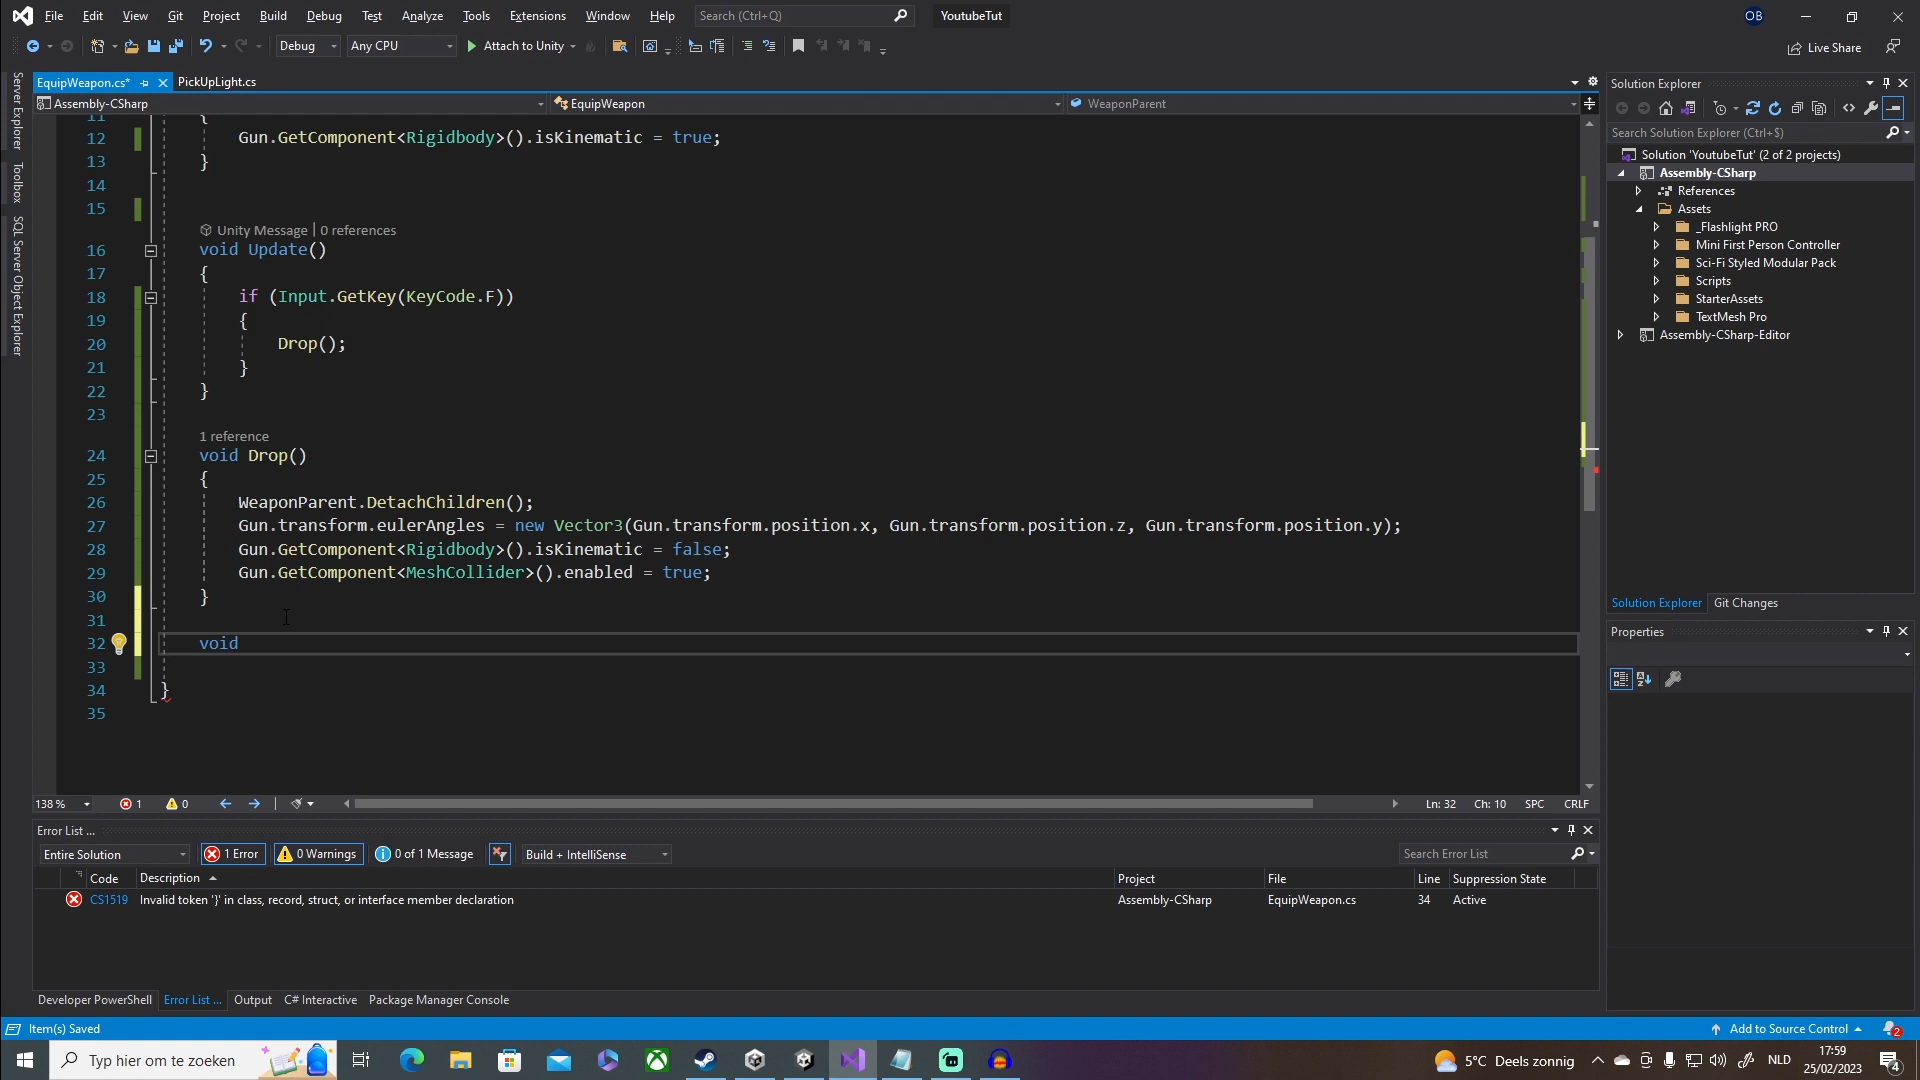 File Edit View Git Project Build Debug Test Analyze Tools Extensions Window Help Search (Ctrl+Q) YoutubeTut OB
Debug Any CPU Attach to Unity Live Share
Server Explorer
Toolbox
SQL Server Object Explorer
EquipWeapon.cs* PickUpLight.cs
Assembly-CSharp EquipWeapon WeaponParent
11 {
12 Gun.GetComponent<Rigidbody>().isKinematic = true;
13 }
14
15
Unity Message | 0 references
16 void Update()
17 {
18 if (Input.GetKey(KeyCode.F))
19 {
20 Drop();
21 }
22 }
23
1 reference
24 void Drop()
25 {
26 WeaponParent.DetachChildren();
27 Gun.transform.eulerAngles = new Vector3(Gun.transform.position.x, Gun.transform.position.z, Gun.transform.position.y);
28 Gun.GetComponent<Rigidbody>().isKinematic = false;
29 Gun.GetComponent<MeshCollider>().enabled = true;
30 }
31
32 void
33
34 }
35
138 % 1 0 Ln: 32 Ch: 10 SPC CRLF
Error List ...
Entire Solution 1 Error 0 Warnings 0 of 1 Message Build + IntelliSense Search Error List
Code Description Project File Line Suppression State
CS1519 Invalid token '}' in class, record, struct, or interface member declaration Assembly-CSharp EquipWeapon.cs 34 Active
Developer PowerShell Error List ... Output C# Interactive Package Manager Console
Solution Explorer
Search Solution Explorer (Ctrl+$)
Solution 'YoutubeTut' (2 of 2 projects)
Assembly-CSharp
References
Assets
_Flashlight PRO
Mini First Person Controller
Sci-Fi Styled Modular Pack
Scripts
StarterAssets
TextMesh Pro
Assembly-CSharp-Editor
Solution Explorer Git Changes
Properties
Item(s) Saved Add to Source Control 2
Typ hier om te zoeken 5°C Deels zonnig NLD 17:59
25/02/2023 4